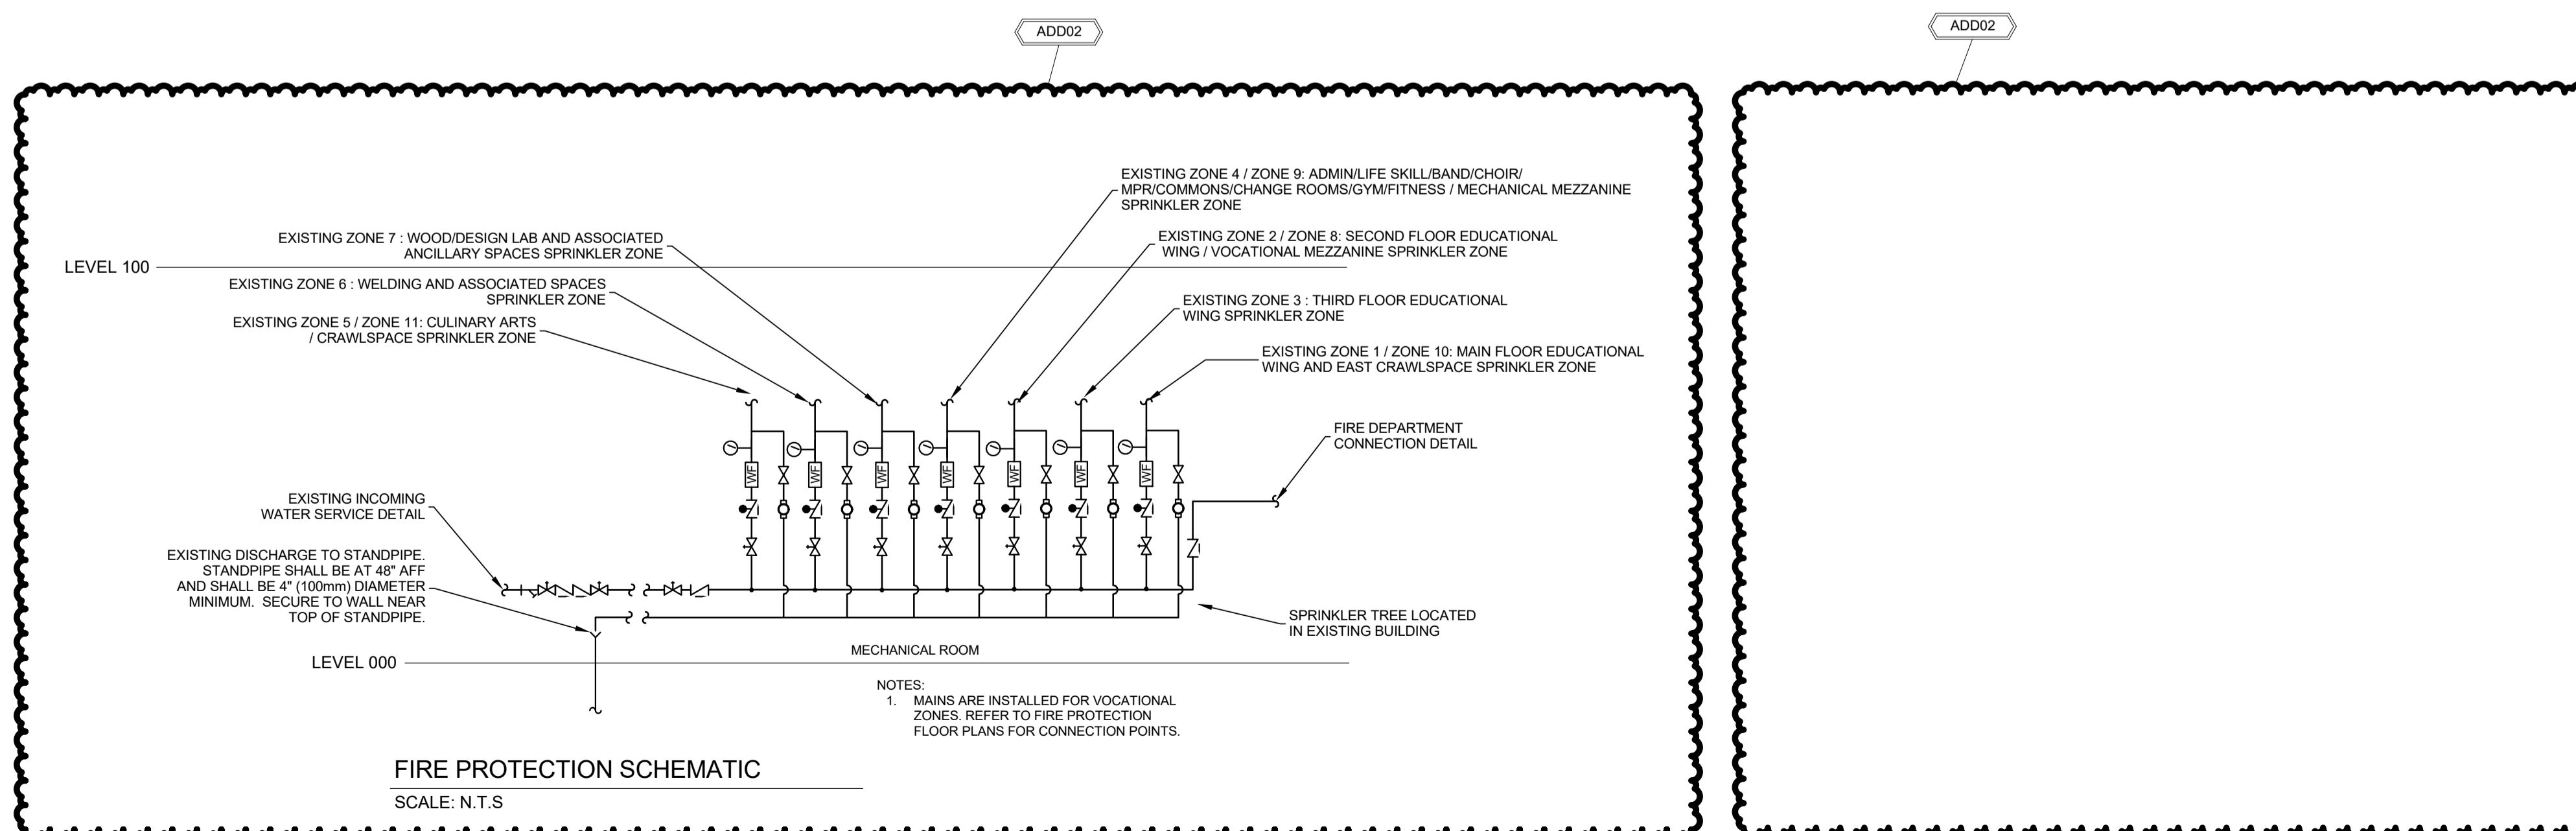 ADD02
ADD02
EXISTING ZONE 4 / ZONE 9: ADMIN/LIFE SKILL/BAND/CHOIR/
MPR/COMMONS/CHANGE ROOMS/GYM/FITNESS / MECHANICAL MEZZANINE
SPRINKLER ZONE
EXISTING ZONE 7 : WOOD/DESIGN LAB AND ASSOCIATED
ANCILLARY SPACES SPRINKLER ZONE
EXISTING ZONE 2 / ZONE 8: SECOND FLOOR EDUCATIONAL
WING / VOCATIONAL MEZZANINE SPRINKLER ZONE
LEVEL 100
EXISTING ZONE 6 : WELDING AND ASSOCIATED SPACES
SPRINKLER ZONE
EXISTING ZONE 3 : THIRD FLOOR EDUCATIONAL
WING SPRINKLER ZONE
EXISTING ZONE 5 / ZONE 11: CULINARY ARTS
/ CRAWLSPACE SPRINKLER ZONE
EXISTING ZONE 1 / ZONE 10: MAIN FLOOR EDUCATIONAL
WING AND EAST CRAWLSPACE SPRINKLER ZONE
FIRE DEPARTMENT
CONNECTION DETAIL
WF
WF
WF
WF
WF
WF
WF
EXISTING INCOMING
WATER SERVICE DETAIL
EXISTING DISCHARGE TO STANDPIPE.
STANDPIPE SHALL BE AT 48" AFF
AND SHALL BE 4" (100mm) DIAMETER
MINIMUM. SECURE TO WALL NEAR
TOP OF STANDPIPE.
SPRINKLER TREE LOCATED
IN EXISTING BUILDING
MECHANICAL ROOM
LEVEL 000
NOTES:
1. MAINS ARE INSTALLED FOR VOCATIONAL
ZONES. REFER TO FIRE PROTECTION
FLOOR PLANS FOR CONNECTION POINTS.
FIRE PROTECTION SCHEMATIC
SCALE: N.T.S